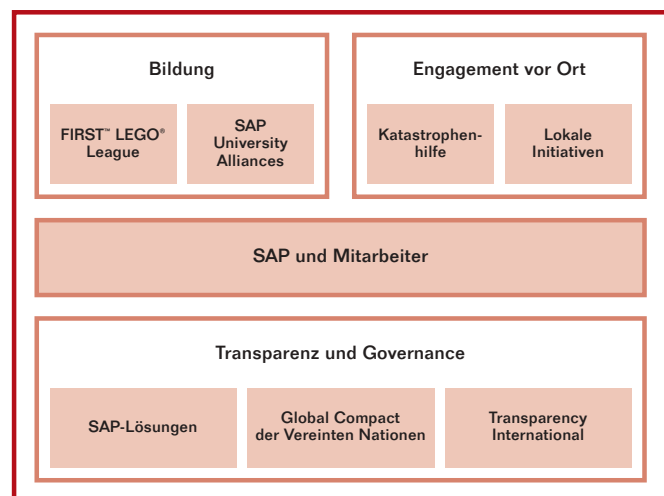 Bildung
FIRST™ LEGO®
League
SAP
University
Alliances
Engagement vor Ort
Katastrophen-
hilfe
Lokale
Initiativen
SAP und Mitarbeiter
Transparenz und Governance
SAP-Lösungen
Global Compact
der Vereinten Nationen
Transparency
International